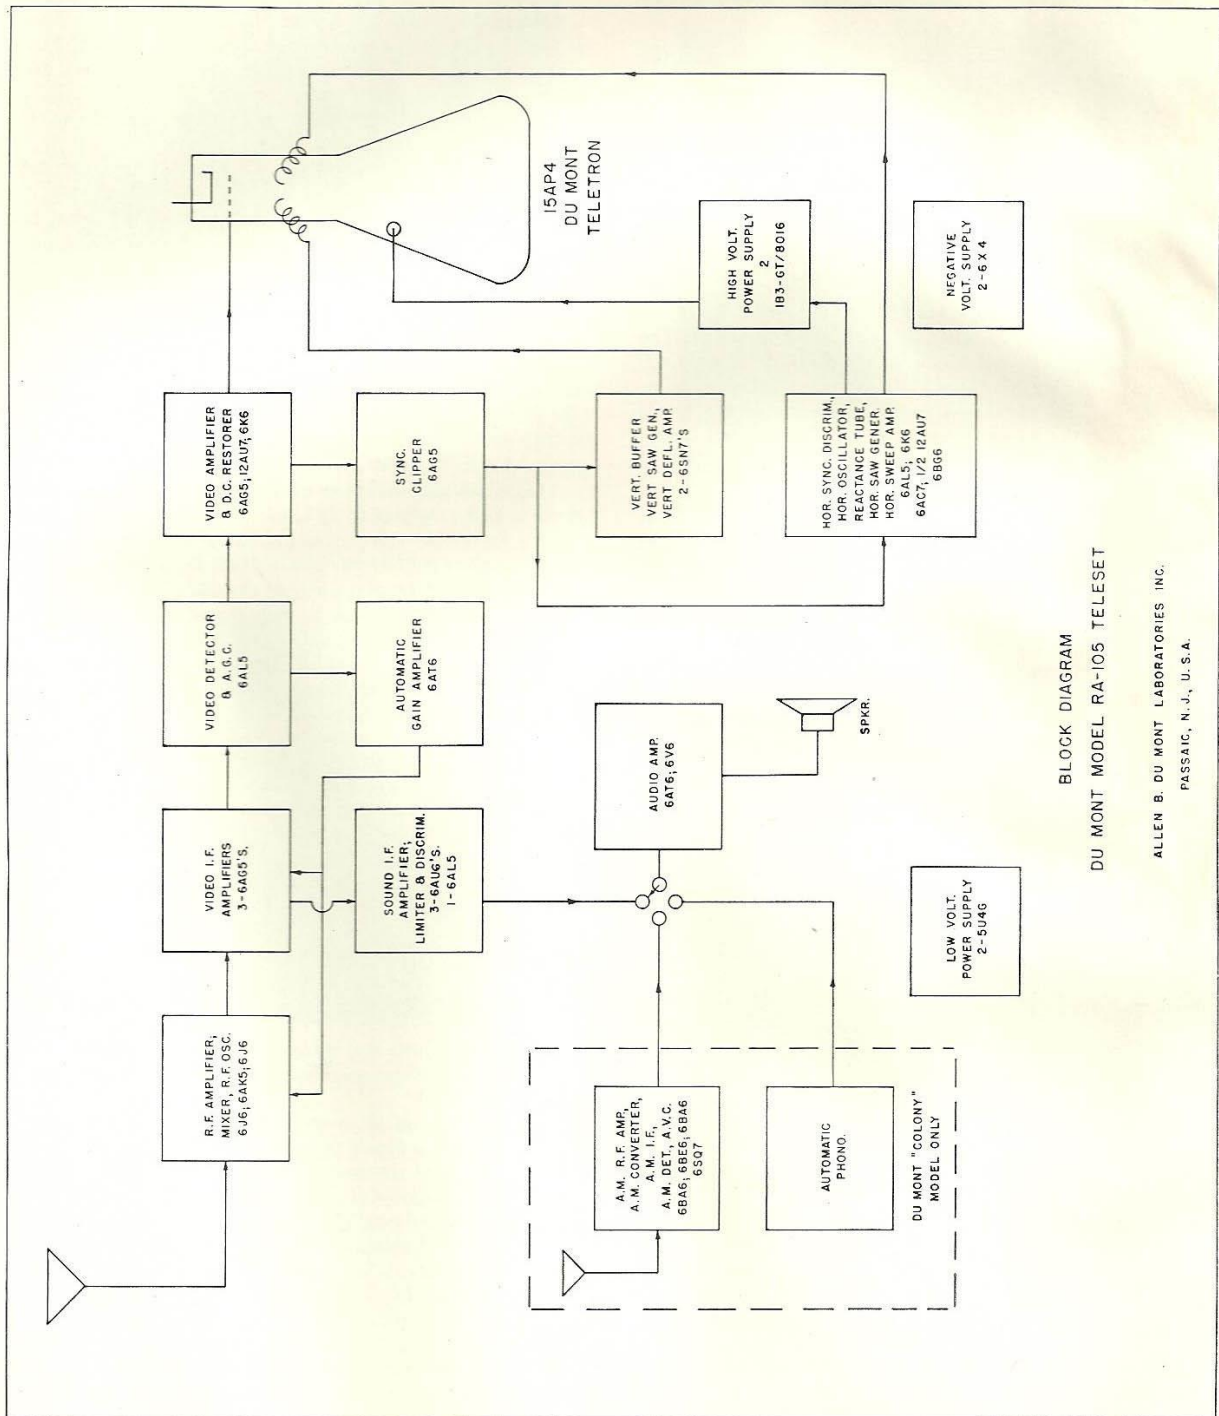 R.F. AMPLIFIER;
MIXER, R.F. OSC.
6J6; 6AK5; 6J6
VIDEO I.F.
AMPLIFIERS
3-6AG5'S.
VIDEO DETECTOR
& A.G.C.
6AL5
VIDEO AMPLIFIER
& D.C. RESTORER
6AG5; 12AU7; 6K6
SOUND I.F.
AMPLIFIER;
LIMITER & DISCRIM.
3-6AU6'S.
1-6AL5
AUTOMATIC
GAIN AMPLIFIER
6AT6
SYNC.
CLIPPER
6AG5
15AP4
DU MONT
TELETRON
A.M. R.F. AMP,
A.M. CONVERTER,
A.M. I.F.,
A.M. DET., A.V.C.
6BA6; 6BE6; 6BA6
6SQ7
AUDIO AMP.
6AT6; 6V6
VERT. BUFFER
VERT SAW GEN.,
VERT DEFL. AMP.
2-6SN7'S
HIGH VOLT.
POWER SUPPLY
2
1B3-GT/8016
AUTOMATIC
PHONO.
SPKR.
HOR. SYNC. DISCRIM.,
HOR. OSCILLATOR,
REACTANCE TUBE,
HOR. SAW GENER.
HOR. SWEEP AMP.
6AL5; 6K6
6AC7; 1/2 12AU7
6BG6
DU MONT "COLONY"
MODEL ONLY
LOW VOLT.
POWER SUPPLY
2-5U4G
NEGATIVE
VOLT. SUPPLY
2-6X4
BLOCK DIAGRAM
DU MONT MODEL RA-105 TELESET
ALLEN B. DU MONT LABORATORIES INC.
PASSAIC, N.J., U.S.A.